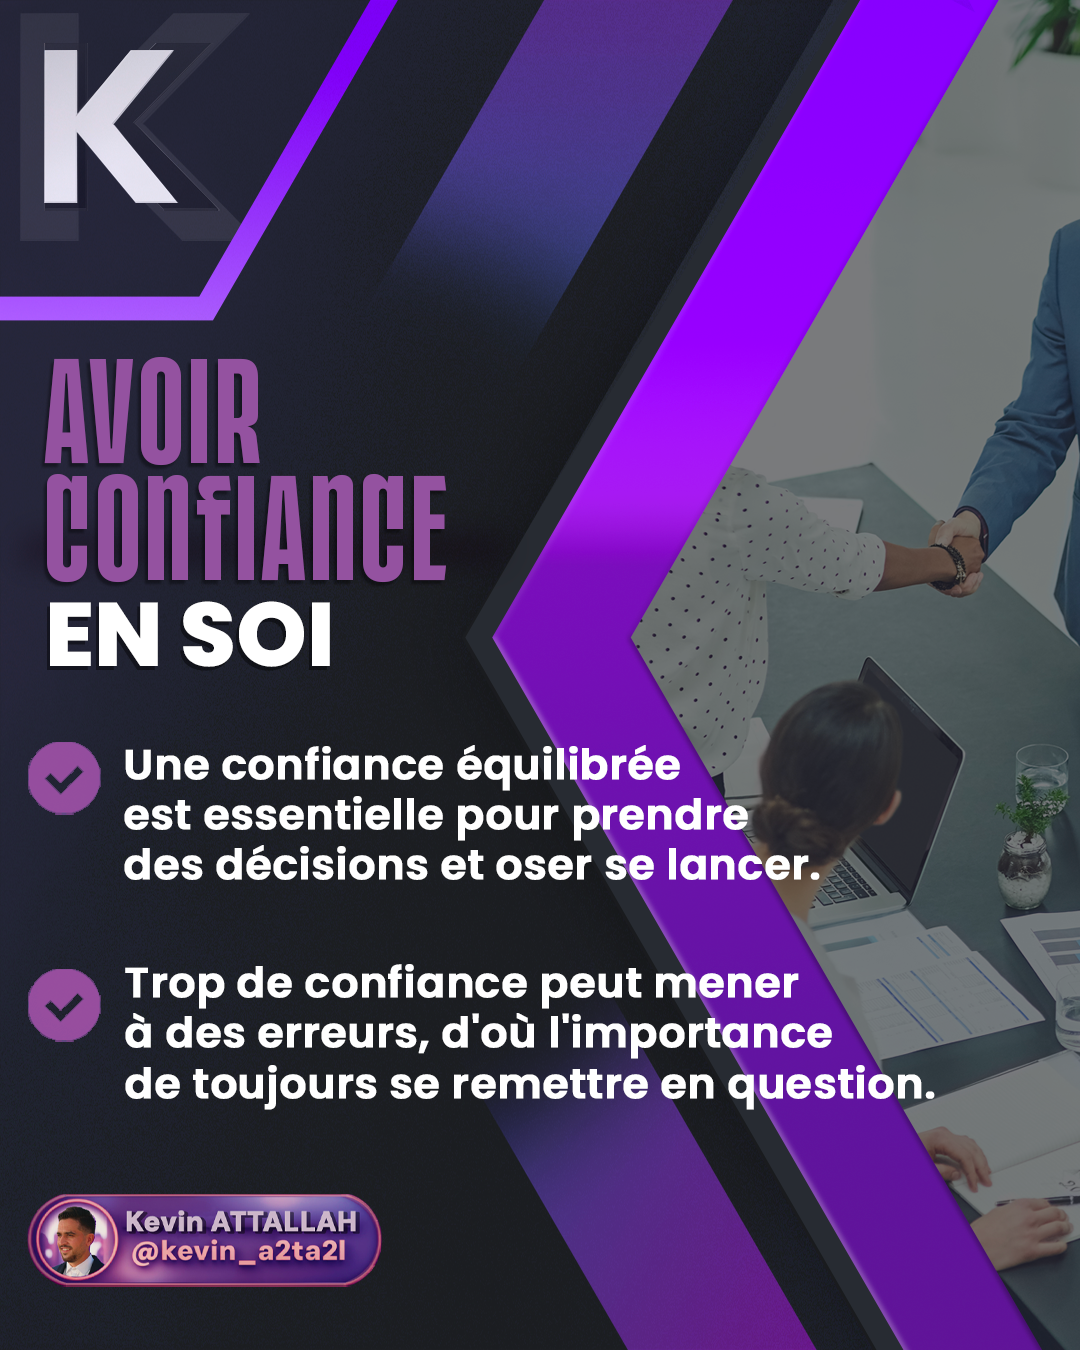 K
AVOIR
CONFIANCE
EN SOI
Une confiance équilibrée
est essentielle pour prendre
des décisions et oser se lancer.
Trop de confiance peut mener
à des erreurs, d'où l'importance
de toujours se remettre en question.
Kevin ATTALLAH
@kevin_a2ta2l